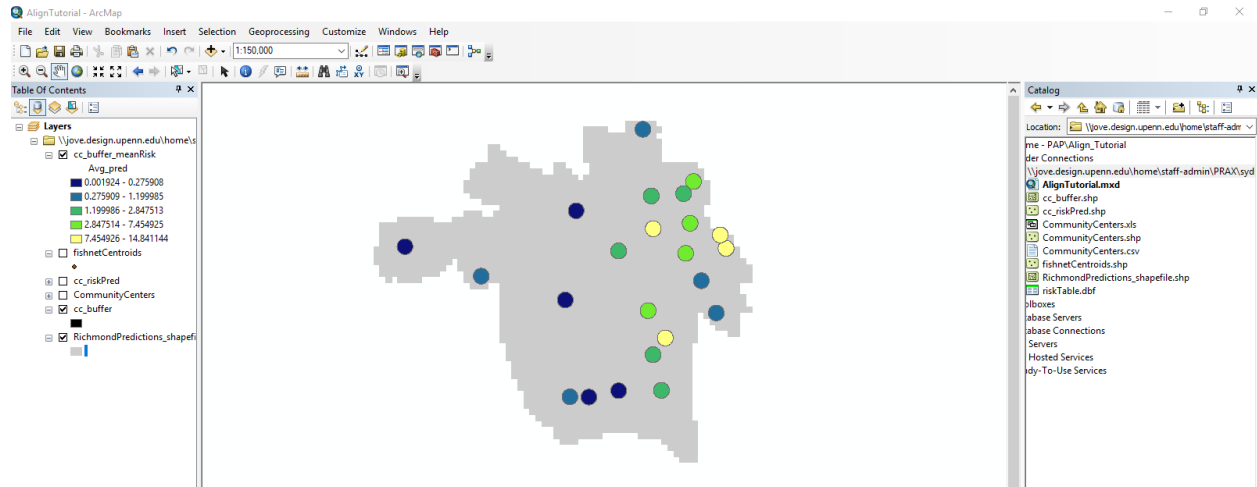 AlignTutorial - ArcMap
File Edit View Bookmarks Insert Selection Geoprocessing Customize Windows Help
1:150,000
Table Of Contents
Layers
\\jove.design.upenn.edu\home\s
cc_buffer_meanRisk
Avg_pred
0.001924 - 0.275908
0.275909 - 1.199985
1.199986 - 2.847513
2.847514 - 7.454925
7.454926 - 14.841144
fishnetCentroids
cc_riskPred
CommunityCenters
cc_buffer
RichmondPredictions_shapefi
Catalog
Location: \\jove.design.upenn.edu\home\staff-adm
me - PAP\Align_Tutorial
der Connections
\\jove.design.upenn.edu\home\staff-admin\PRAX\syd
AlignTutorial.mxd
cc_buffer.shp
cc_riskPred.shp
CommunityCenters.xls
CommunityCenters.shp
CommunityCenters.csv
fishnetCentroids.shp
RichmondPredictions_shapefile.shp
riskTable.dbf
olboxes
tabase Servers
tabase Connections
Servers
Hosted Services
dy-To-Use Services